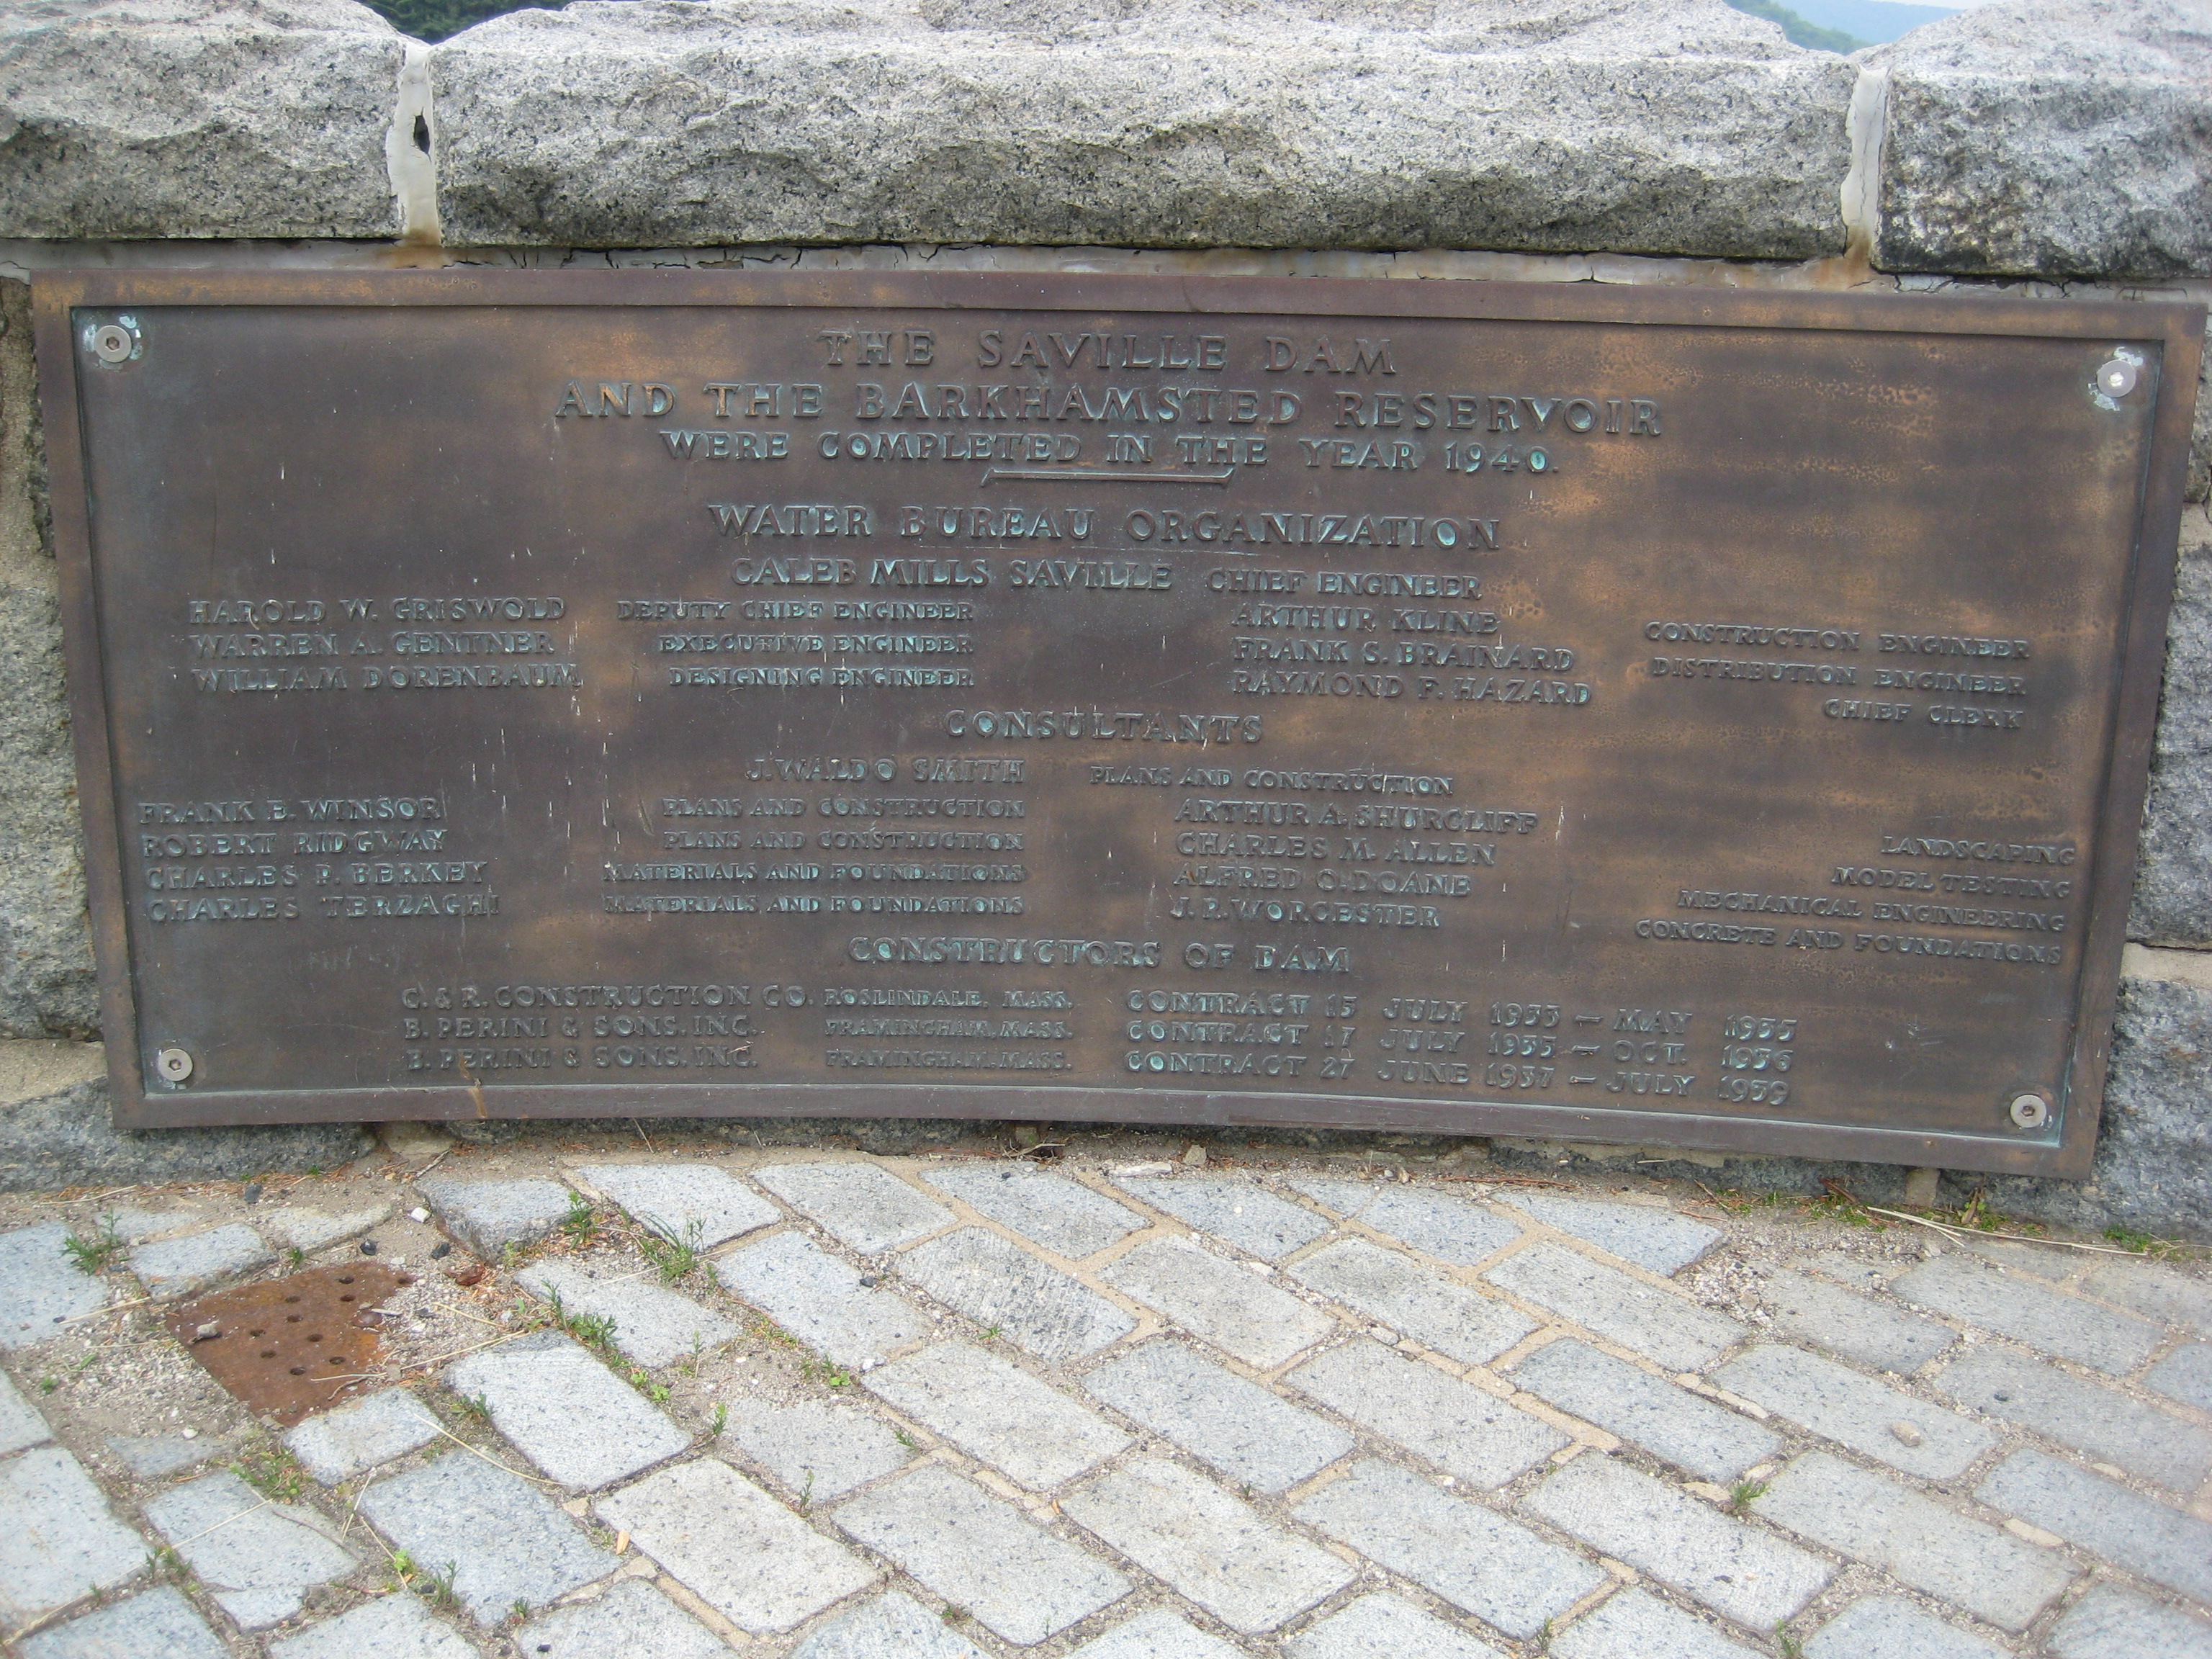 THE SAVILLE DAM
AND THE BARKHAMSTED RESERVOIR
WERE COMPLETED IN THE YEAR 1940.
WATER BUREAU ORGANIZATION
CALEB MILLS SAVILLE CHIEF ENGINEER
HAROLD W. GRISWOLD DEPUTY CHIEF ENGINEER ARTHUR KLINE CONSTRUCTION ENGINEER
WARREN A. GENTNER EXECUTIVE ENGINEER FRANK S. BRAINARD DISTRIBUTION ENGINEER
WILLIAM DORENBAUM DESIGNING ENGINEER RAYMOND F. HAZARD CHIEF CLERK
CONSULTANTS
J. WALDO SMITH PLANS AND CONSTRUCTION
FRANK E. WINSOR PLANS AND CONSTRUCTION ARTHUR A. SHURCLIFF LANDSCAPING
ROBERT RIDGWAY PLANS AND CONSTRUCTION CHARLES M. ALLEN MODEL TESTING
CHARLES P. BERKEY MATERIALS AND FOUNDATIONS ALFRED O. DOANE MECHANICAL ENGINEERING
CHARLES TERZAGHI MATERIALS AND FOUNDATIONS J. R. WORCESTER CONCRETE AND FOUNDATIONS
CONSTRUCTORS OF DAM
C. & R. CONSTRUCTION CO. ROSLINDALE, MASS. CONTRACT 15 JULY 1933 – MAY 1935
B. PERINI & SONS, INC. FRAMINGHAM, MASS. CONTRACT 17 JULY 1935 – OCT. 1936
B. PERINI & SONS, INC. FRAMINGHAM, MASS. CONTRACT 27 JUNE 1937 – JULY 1939